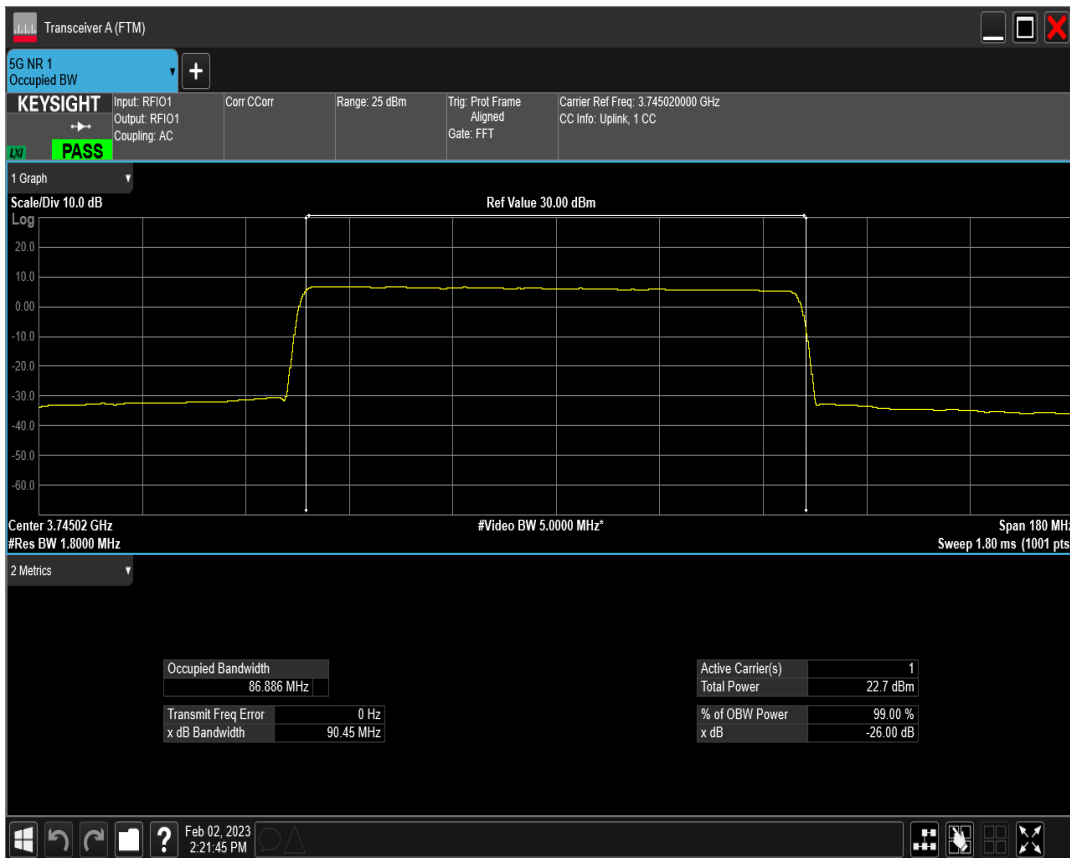 Transceiver A (FTM)
5G NR 1
Occupied BW
+
KEYSIGHT
LXI
PASS
Input: RFIO1
Output: RFIO1
Coupling: AC
Corr CCorr
Range: 25 dBm
Trig: Prot Frame
Aligned
Gate: FFT
Carrier Ref Freq: 3.745020000 GHz
CC Info: Uplink, 1 CC
1 Graph
Scale/Div 10.0 dB
Ref Value 30.00 dBm
Log
20.0
10.0
0.00
-10.0
-20.0
-30.0
-40.0
-50.0
-60.0
Center 3.74502 GHz
#Video BW 5.0000 MHz*
Span 180 MHz
#Res BW 1.8000 MHz
Sweep 1.80 ms (1001 pts
2 Metrics
Occupied Bandwidth
86.886 MHz
Transmit Freq Error 0 Hz
x dB Bandwidth 90.45 MHz
Active Carrier(s) 1
Total Power 22.7 dBm
% of OBW Power 99.00 %
x dB -26.00 dB
?
Feb 02, 2023
2:21:45 PM